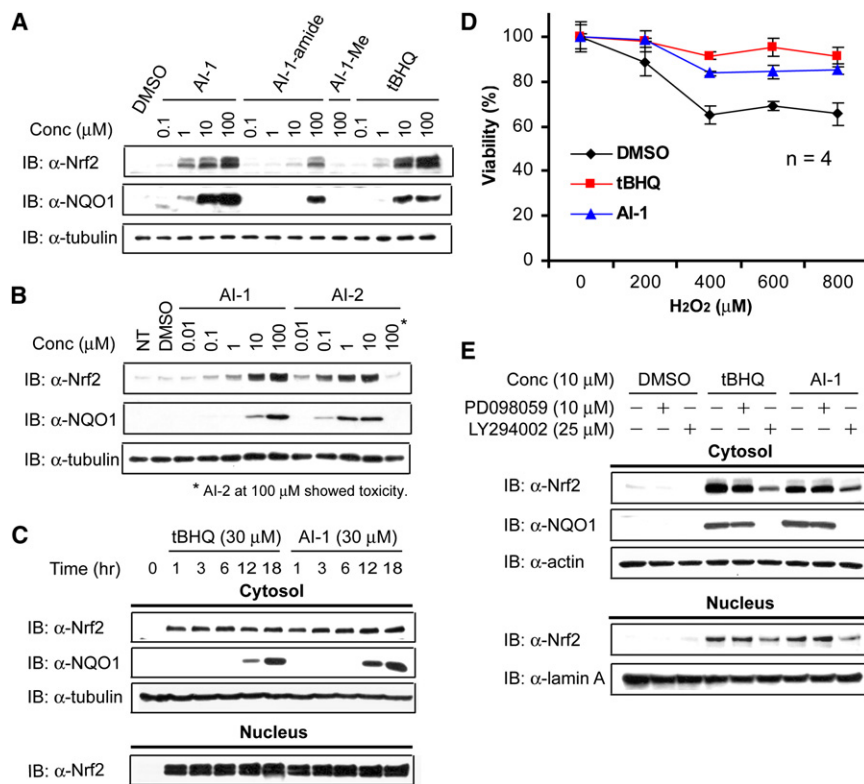 A
DMSO
AI-1
AI-1-amide
AI-1-Me
tBHQ
Conc (μM)
0.1 1 10 100 0.1 1 10 100 100 0.1 1 10 100
IB: α-Nrf2
IB: α-NQO1
IB: α-tubulin
B
AI-1 AI-2
Conc (μM)
NT DMSO 0.01 0.1 1 10 100 0.01 0.1 1 10 100*
IB: α-Nrf2
IB: α-NQO1
IB: α-tubulin
* AI-2 at 100 μM showed toxicity.
C
tBHQ (30 μM) AI-1 (30 μM)
Time (hr) 0 1 3 6 12 18 1 3 6 12 18
Cytosol
IB: α-Nrf2
IB: α-NQO1
IB: α-tubulin
Nucleus
IB: α-Nrf2
D
Viability (%)
100
80
60
40
20
0
DMSO
tBHQ
AI-1
n = 4
0 200 400 600 800
H2O2 (μM)
E
Conc (10 μM) DMSO tBHQ AI-1
PD098059 (10 μM) – + – – + – – + –
LY294002 (25 μM) – – + – – + – – +
Cytosol
IB: α-Nrf2
IB: α-NQO1
IB: α-actin
Nucleus
IB: α-Nrf2
IB: α-lamin A